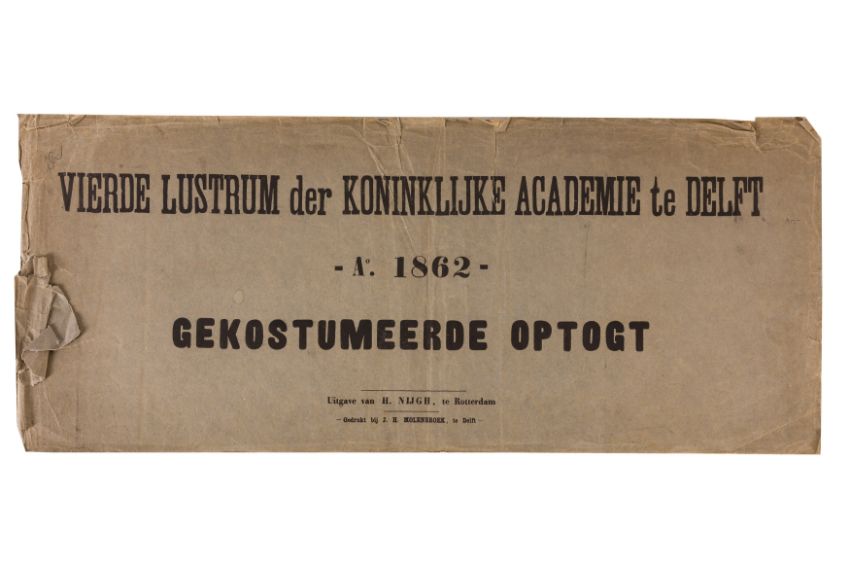 VIERDE LUSTRUM der KONINKLIJKE ACADEMIE te DELFT
- Aº. 1862 -
GEKOSTUMEERDE OPTOGT
Uitgave van H. NIJGH, te Rotterdam
- Gedrukt bij J. H. MOLENBROEK, te Delft -